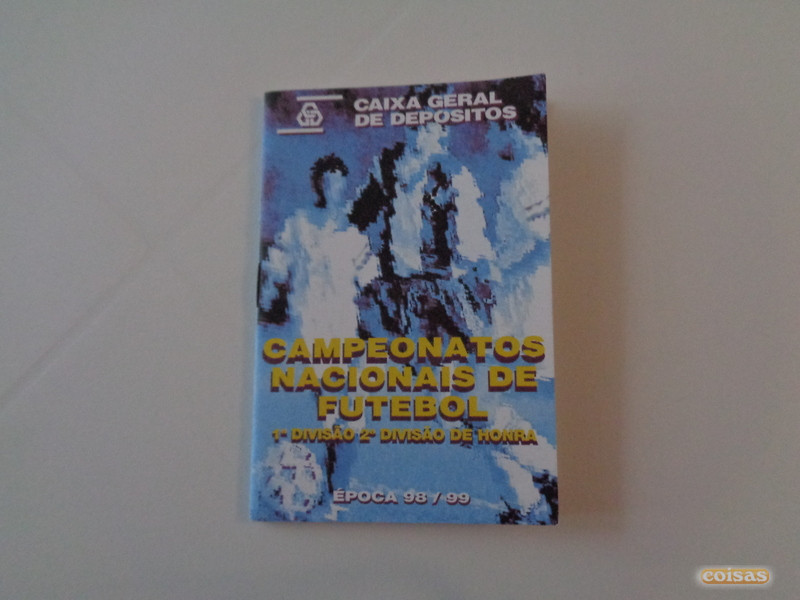 CAIXA GERAL
DE DEPOSITOS
CAMPEONATOS
NACIONAIS DE
FUTEBOL
1ª DIVISÃO 2ª DIVISÃO DE HONRA
ÉPOCA 98 / 99
coisas